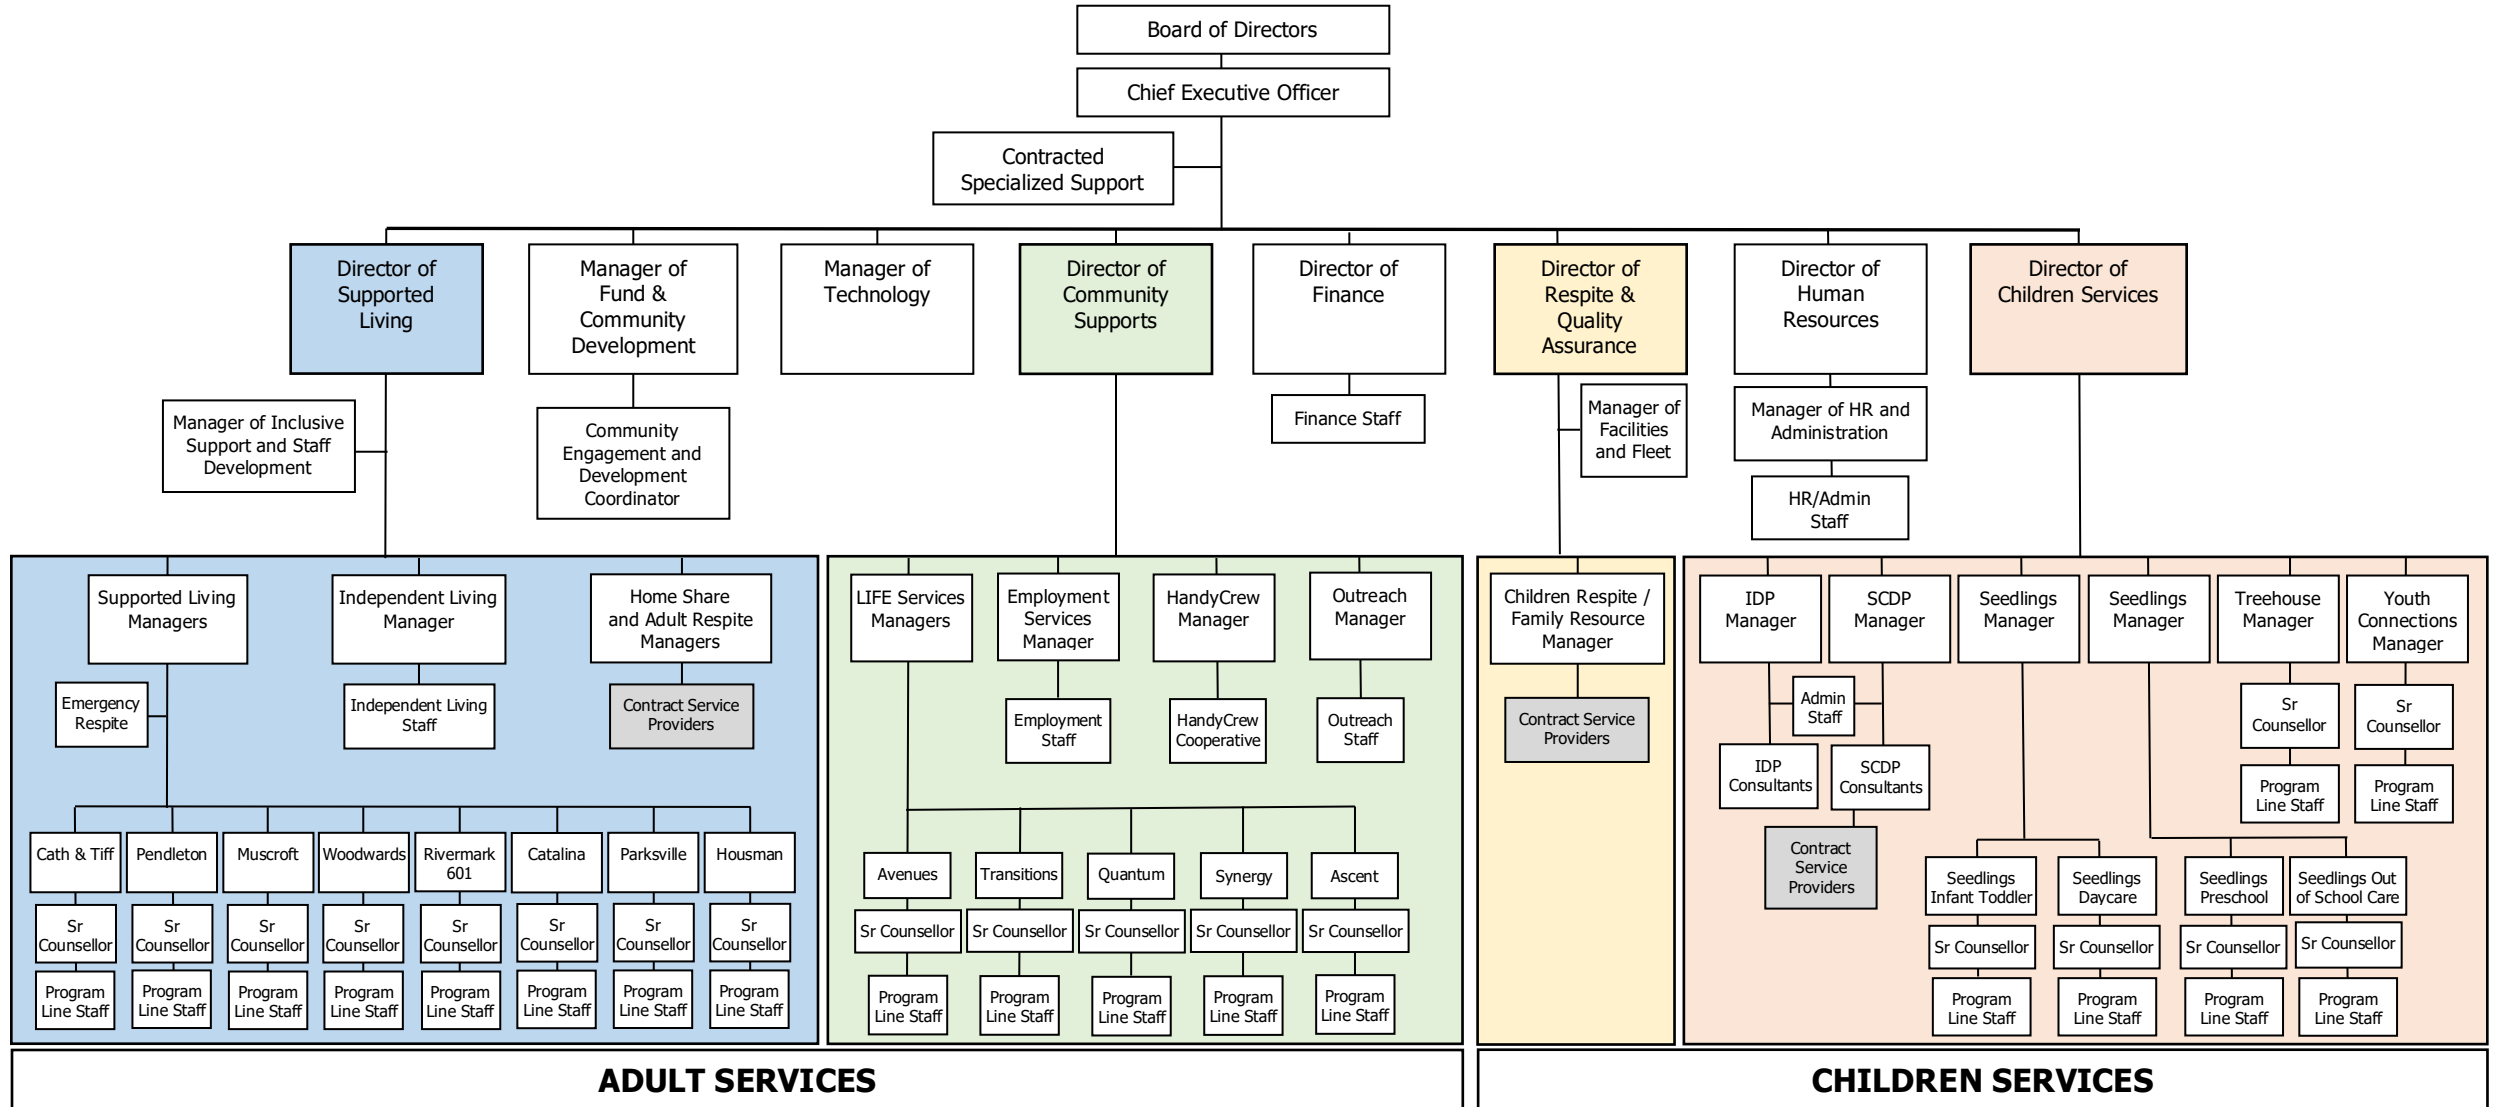 Board of Directors
Chief Executive Officer
Contracted
Specialized Support
Director of
Supported
Living
Manager of
Fund &
Community
Development
Manager of
Technology
Director of
Community
Supports
Director of
Finance
Director of
Respite &
Quality
Assurance
Director of
Human
Resources
Director of
Children Services
Manager of Inclusive
Support and Staff
Development
Community
Engagement and
Development
Coordinator
Finance Staff
Manager of
Facilities
and Fleet
Manager of HR and
Administration
HR/Admin
Staff
Supported Living
Managers
Independent Living
Manager
Home Share
and Adult Respite
Managers
Emergency
Respite
Independent Living
Staff
Contract Service
Providers
Cath & Tiff
Pendleton
Muscroft
Woodwards
Rivermark
601
Catalina
Parksville
Housman
Sr
Counsellor
Sr
Counsellor
Sr
Counsellor
Sr
Counsellor
Sr
Counsellor
Sr
Counsellor
Sr
Counsellor
Sr
Counsellor
Program
Line Staff
Program
Line Staff
Program
Line Staff
Program
Line Staff
Program
Line Staff
Program
Line Staff
Program
Line Staff
Program
Line Staff
LIFE Services
Managers
Employment
Services
Manager
HandyCrew
Manager
Outreach
Manager
Employment
Staff
HandyCrew
Cooperative
Outreach
Staff
Avenues
Transitions
Quantum
Synergy
Ascent
Sr Counsellor
Sr Counsellor
Sr Counsellor
Sr Counsellor
Sr Counsellor
Program
Line Staff
Program
Line Staff
Program
Line Staff
Program
Line Staff
Program
Line Staff
Children Respite /
Family Resource
Manager
Contract Service
Providers
IDP
Manager
SCDP
Manager
Seedlings
Manager
Seedlings
Manager
Treehouse
Manager
Youth
Connections
Manager
Admin
Staff
Sr
Counsellor
Sr
Counsellor
IDP
Consultants
SCDP
Consultants
Program
Line Staff
Program
Line Staff
Contract
Service
Providers
Seedlings
Infant Toddler
Seedlings
Daycare
Seedlings
Preschool
Seedlings Out
of School Care
Sr Counsellor
Sr Counsellor
Sr Counsellor
Sr Counsellor
Program
Line Staff
Program
Line Staff
Program
Line Staff
Program
Line Staff
ADULT SERVICES
CHILDREN SERVICES